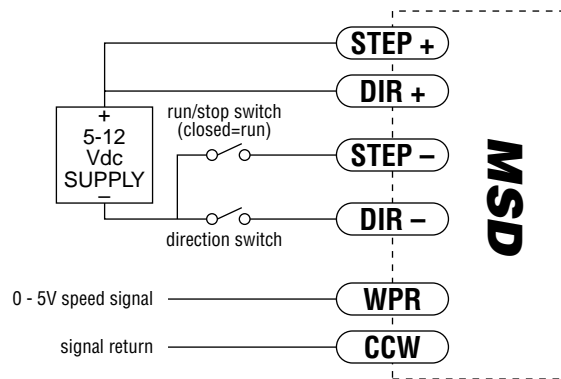 STEP +
DIR +
run/stop switch
(closed=run)
+
5-12
Vdc
SUPPLY
–
STEP –
DIR –
direction switch
MSD
0 - 5V speed signal
WPR
signal return
CCW